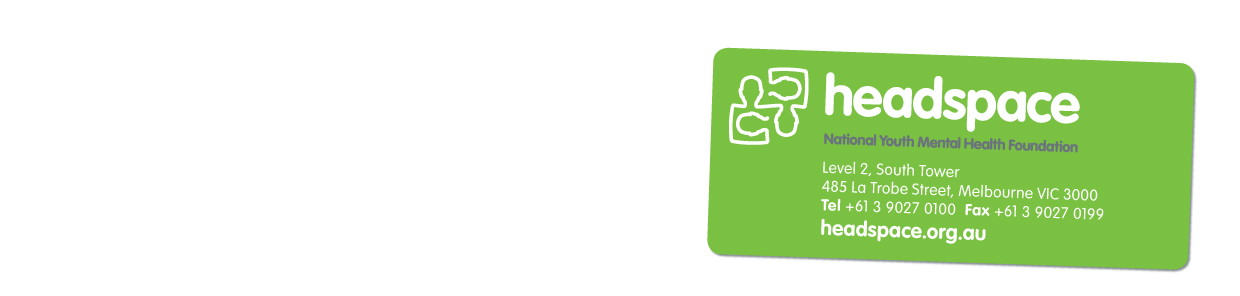 headspace
National Youth Mental Health Foundation
Level 2, South Tower
485 La Trobe Street, Melbourne VIC 3000
Tel +61 3 9027 0100 Fax +61 3 9027 0199
headspace.org.au